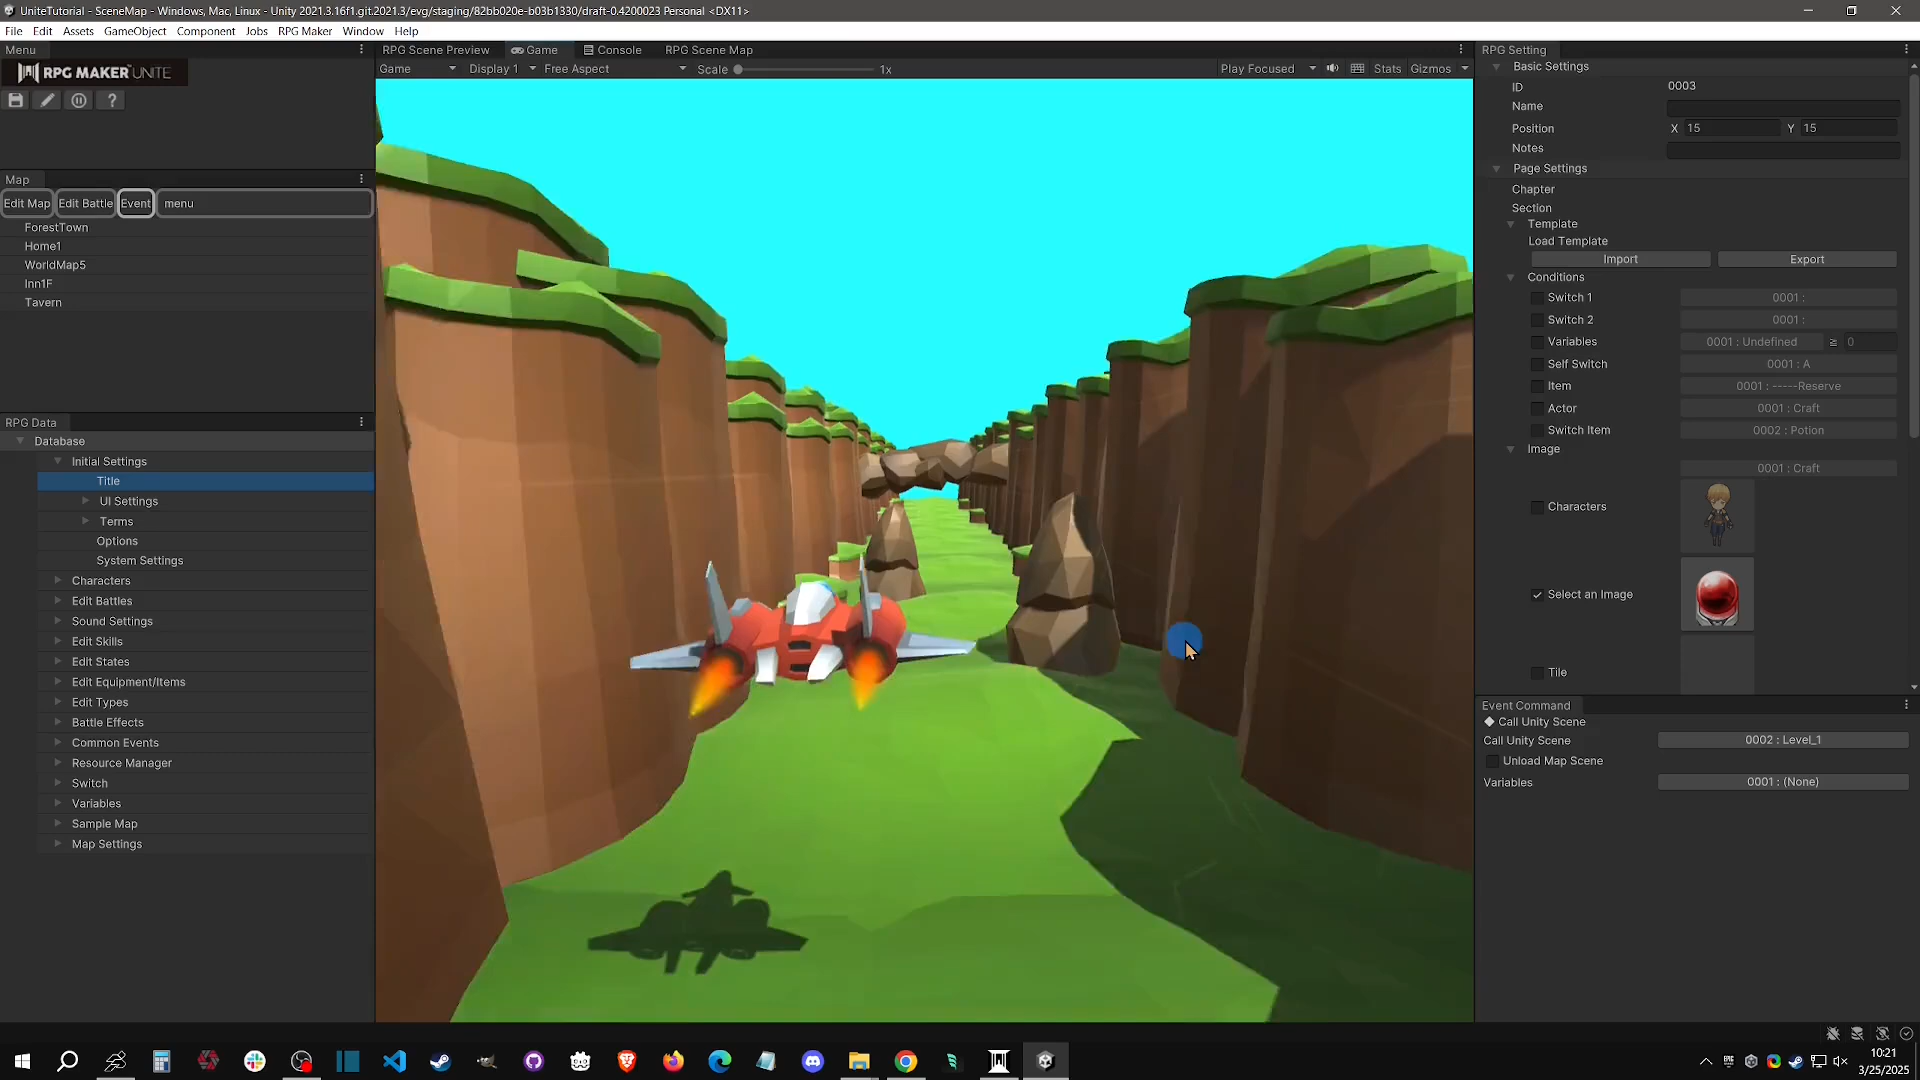 UniteTutorial - SceneMap - Windows, Mac, Linux - Unity 2021.3.16f1.git.2021.3/evg/staging/82bb020e-b03b1330/draft-0.4200023 Personal <DX11>
File Edit Assets GameObject Component Jobs RPG Maker Window Help
Menu
RPG MAKER UNITE
?
Map
Edit Map Edit Battle Event menu
ForestTown
Home1
WorldMap5
Inn1F
Tavern
RPG Data
Database
Initial Settings
Title
UI Settings
Terms
Options
System Settings
Characters
Edit Battles
Sound Settings
Edit Skills
Edit States
Edit Equipment/Items
Edit Types
Battle Effects
Common Events
Resource Manager
Switch
Variables
Sample Map
Map Settings
RPG Scene Preview Game Console RPG Scene Map
Game Display 1 Free Aspect Scale 1x Play Focused Stats Gizmos
RPG Setting
Basic Settings
ID 0003
Name
Position X 15 Y 15
Notes
Page Settings
Chapter
Section
Template
Load Template
Import Export
Conditions
Switch 1 0001 :
Switch 2 0001 :
Variables 0001 : Undefined ≥ 0
Self Switch 0001 : A
Item 0001 : -----Reserve
Actor 0001 : Craft
Switch Item 0002 : Potion
Image
0001 : Craft
Characters
Select an Image
Tile
Event Command
◆ Call Unity Scene
Call Unity Scene 0002 : Level_1
Unload Map Scene
Variables 0001 : (None)
10:21
3/25/2025